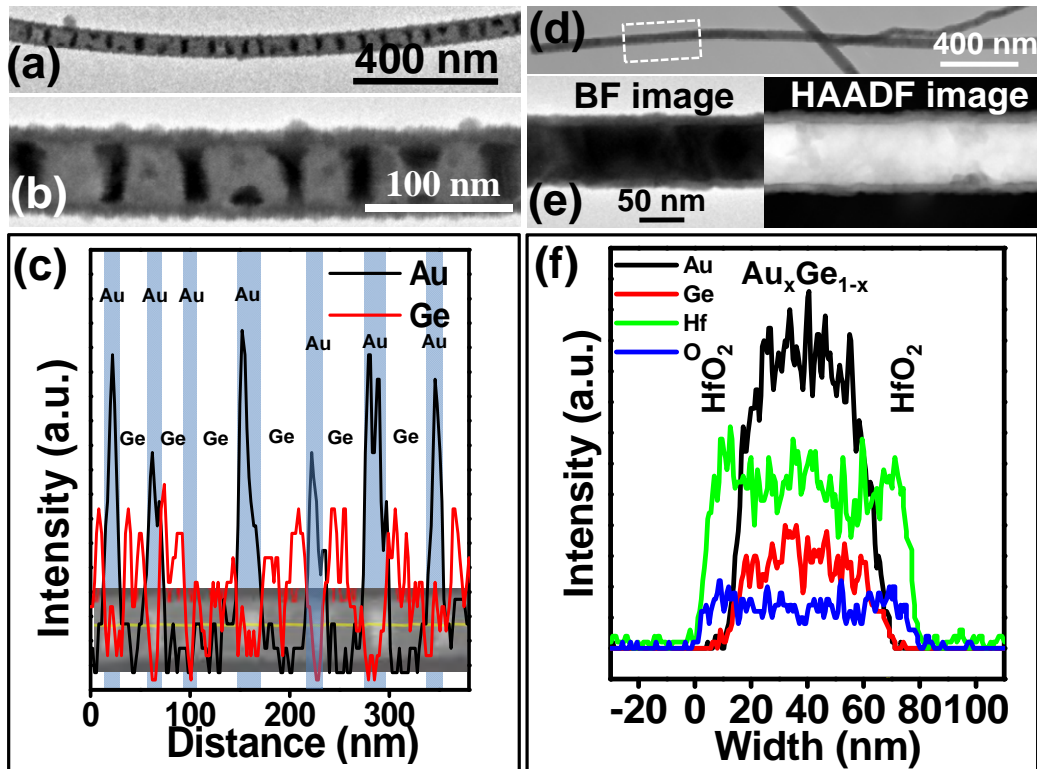 (a)
400 nm
(b)
100 nm
(c)
Au
Ge
Au Au Au Au Au Au Au
Ge Ge Ge Ge Ge Ge
Intensity (a.u.)
0 100 200 300
Distance (nm)
(d)
400 nm
BF image
HAADF image
(e)
50 nm
(f)
Au
Ge
Hf
O
AuₓGe₁₋ₓ
HfO₂
HfO₂
Intensity (a.u.)
-20 0 20 40 60 80 100
Width (nm)